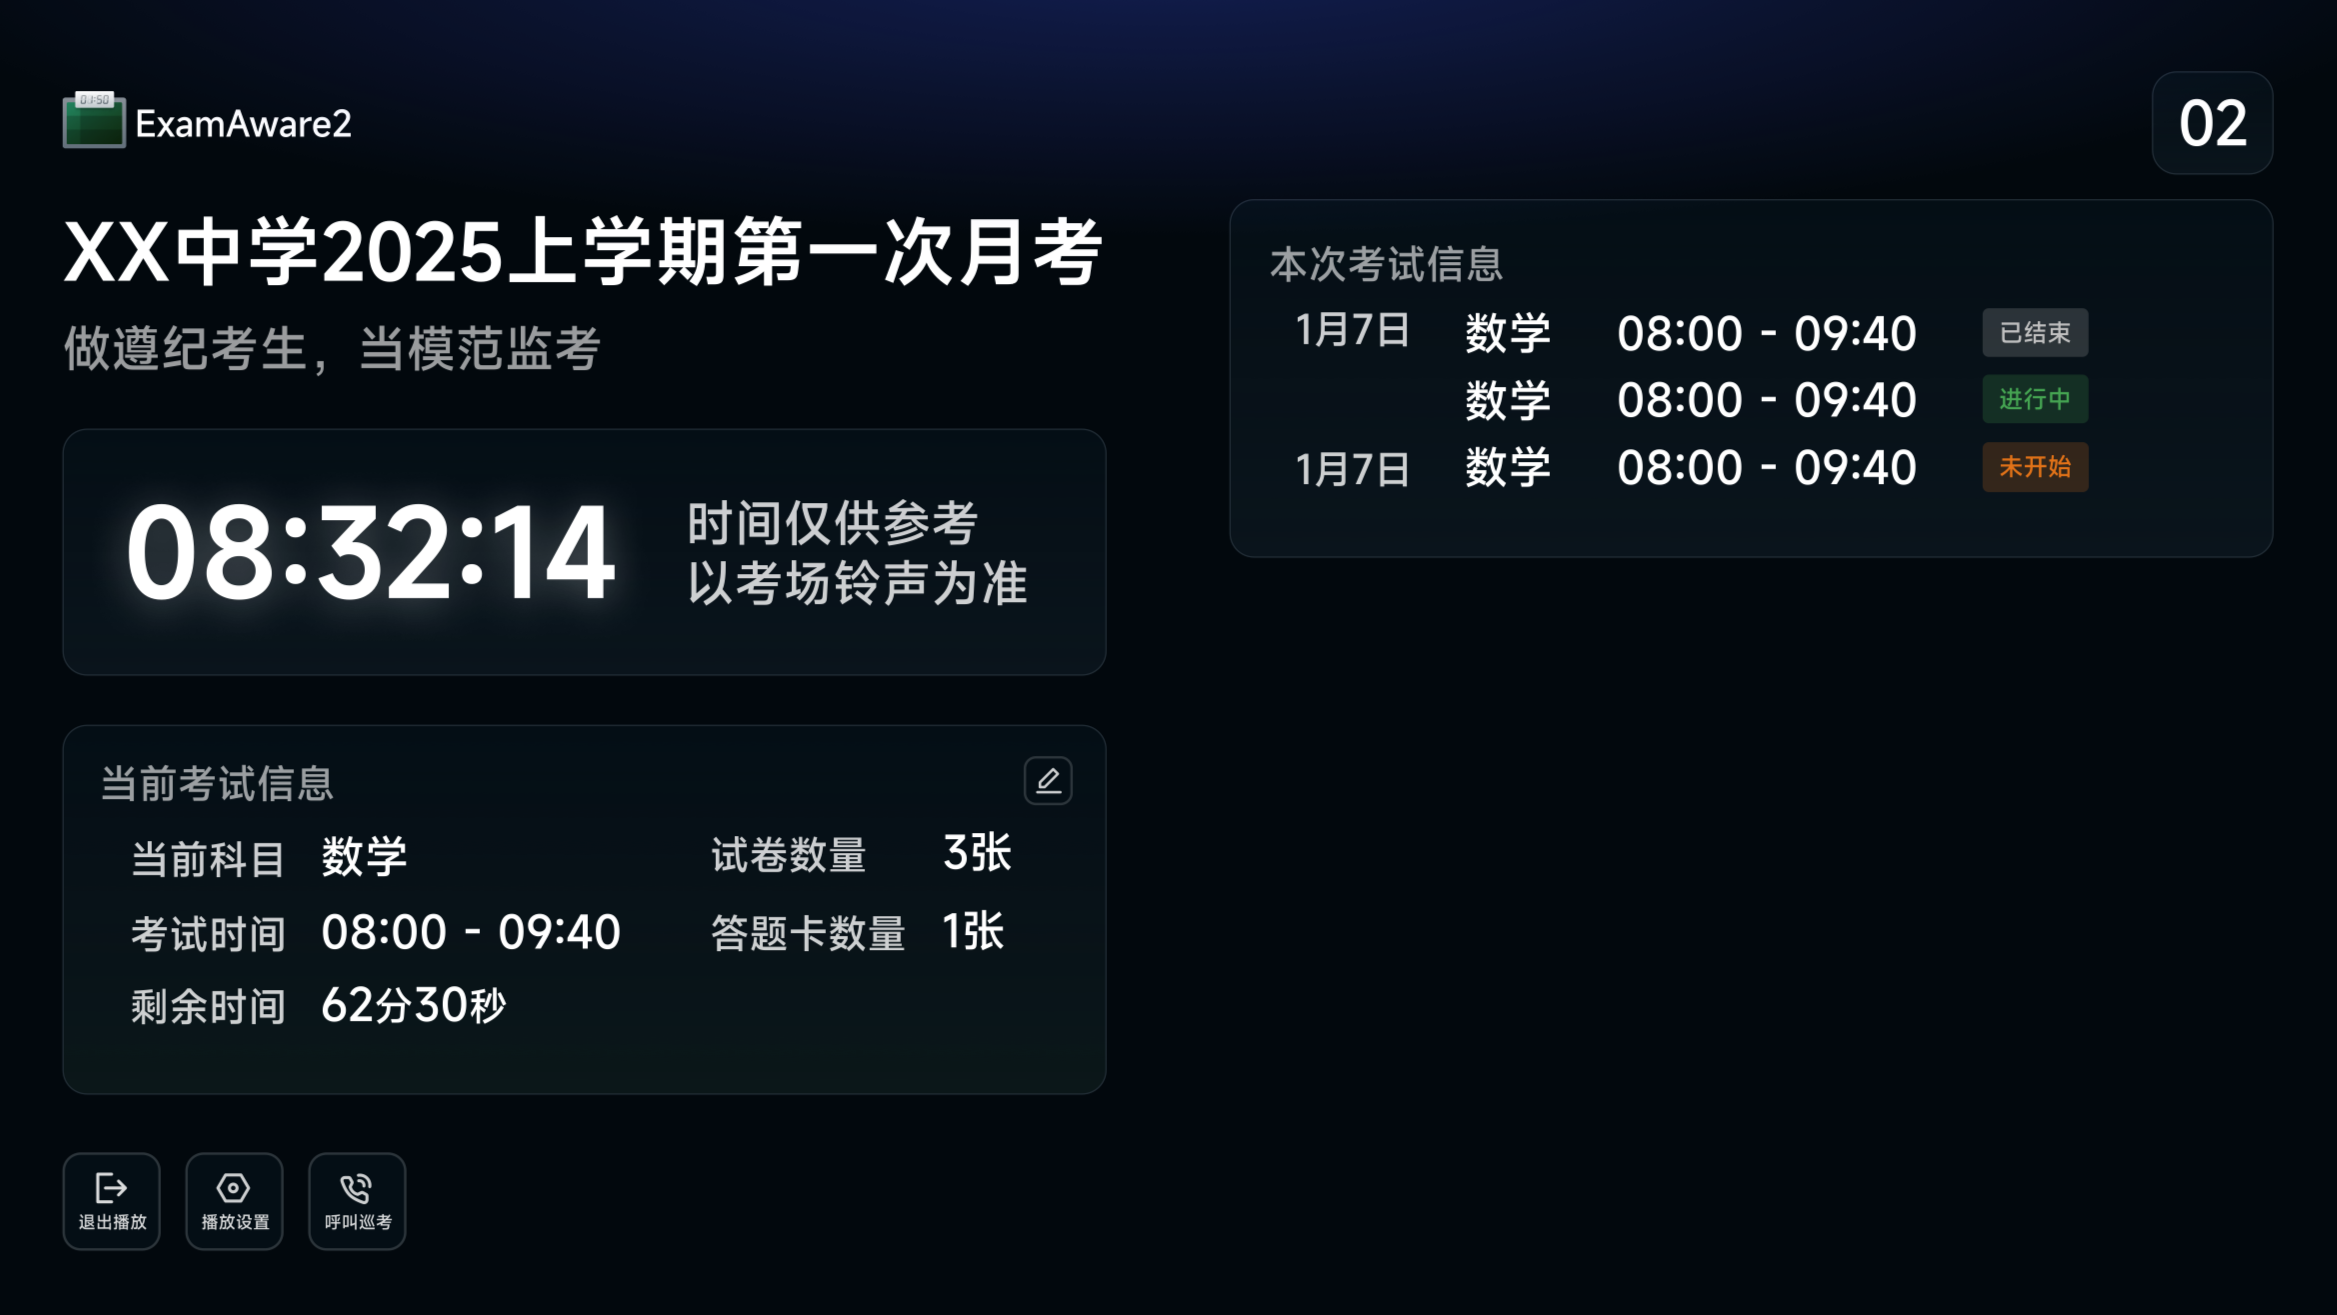 01:50
ExamAware2
02
XX中学2025上学期第一次月考
做遵纪考生，当模范监考
08:32:14
时间仅供参考
以考场铃声为准
当前考试信息
当前科目 数学 试卷数量 3张
考试时间 08:00 - 09:40 答题卡数量 1张
剩余时间 62分30秒
退出播放 播放设置 呼叫巡考
本次考试信息
1月7日 数学 08:00 - 09:40 已结束
数学 08:00 - 09:40 进行中
1月7日 数学 08:00 - 09:40 未开始